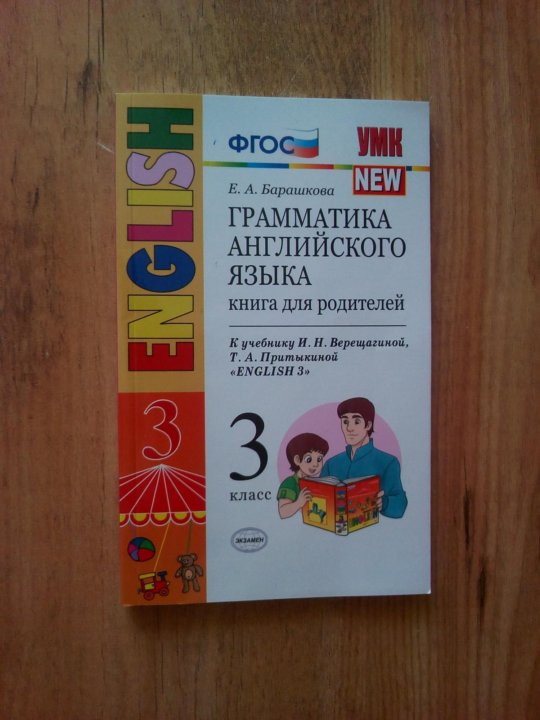 ENGLISH
3
ФГОС
УМК
NEW
Е. А. Барашкова
ГРАММАТИКА
АНГЛИЙСКОГО
ЯЗЫКА
книга для родителей
К учебнику И. Н. Верещагиной,
Т. А. Притыкиной
«ENGLISH 3»
3
класс
ЭКЗАМЕН